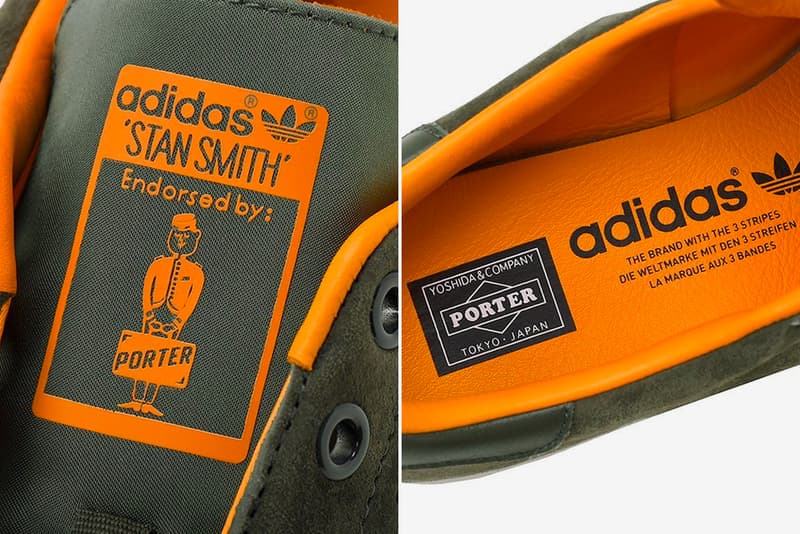 adidas®
®
'STAN SMITH'
Endorsed by:
PORTER
adidas®
THE BRAND WITH THE 3 STRIPES
DIE WELTMARKE MIT DEN 3 STREIFEN
LA MARQUE AUX 3 BANDES
YOSHIDA & COMPANY
PORTER
TOKYO · JAPAN